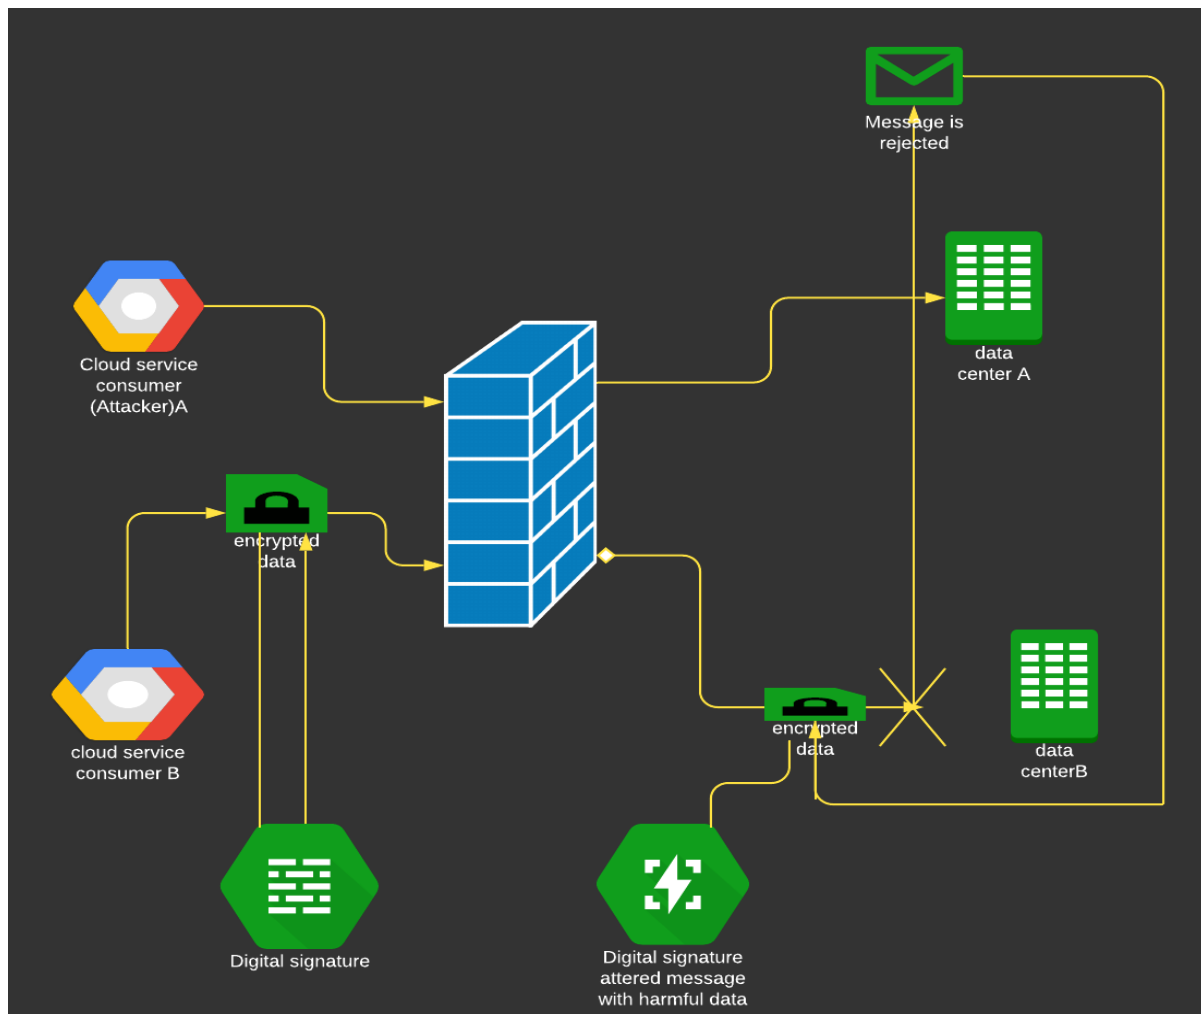 Message is
rejected
data
center A
Cloud service
consumer
(Attacker)A
encrypted
data
cloud service
consumer B
encrypted
data
data
centerB
Digital signature
Digital signature
attered message
with harmful data